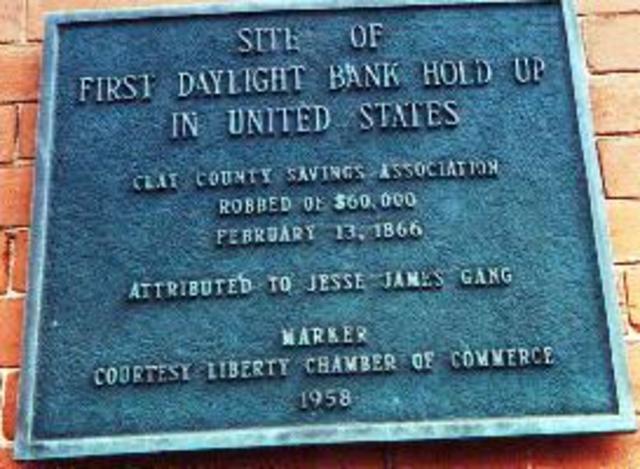 SITE OF
FIRST DAYLIGHT BANK HOLD UP
IN UNITED STATES
CLAY COUNTY SAVINGS ASSOCIATION
ROBBED OF $60,000
FEBRUARY 13, 1866
ATTRIBUTED TO JESSE JAMES GANG
MARKER
COURTESY LIBERTY CHAMBER OF COMMERCE
1958